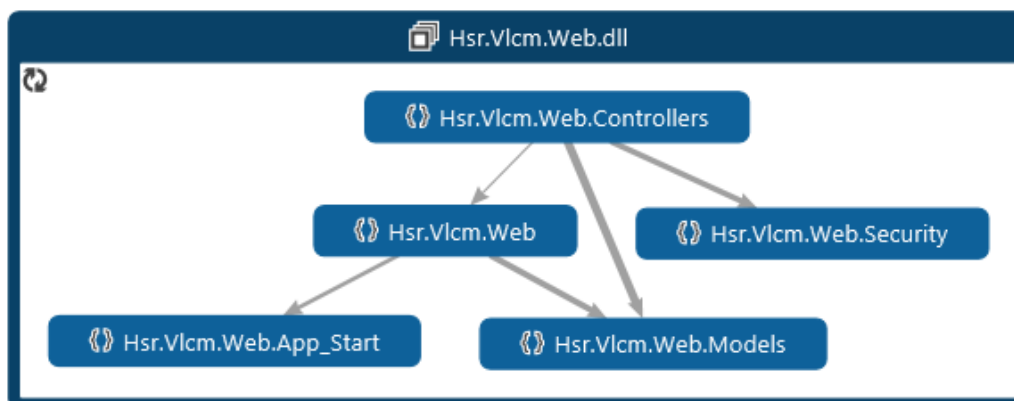 Hsr.Vlcm.Web.dll
Hsr.Vlcm.Web.Controllers
Hsr.Vlcm.Web
Hsr.Vlcm.Web.Security
Hsr.Vlcm.Web.App_Start
Hsr.Vlcm.Web.Models